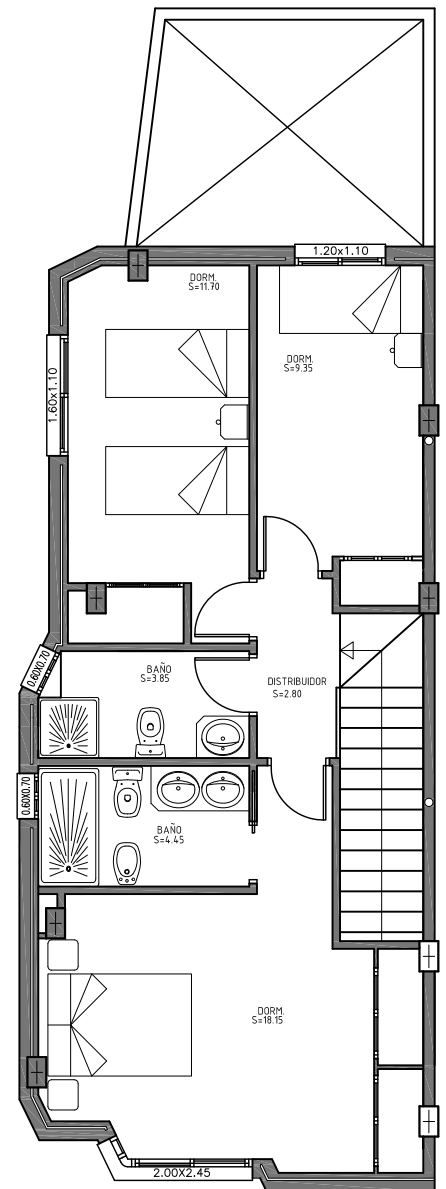 1.20x1.10
DORM.
S=11.70
DORM.
S=9.35
1.60x1.10
0.60X0.70
BAÑO
S=3.85
DISTRIBUIDOR
S=2.80
0.60X0.70
BAÑO
S=4.45
DORM.
S=18.15
2.00X2.45